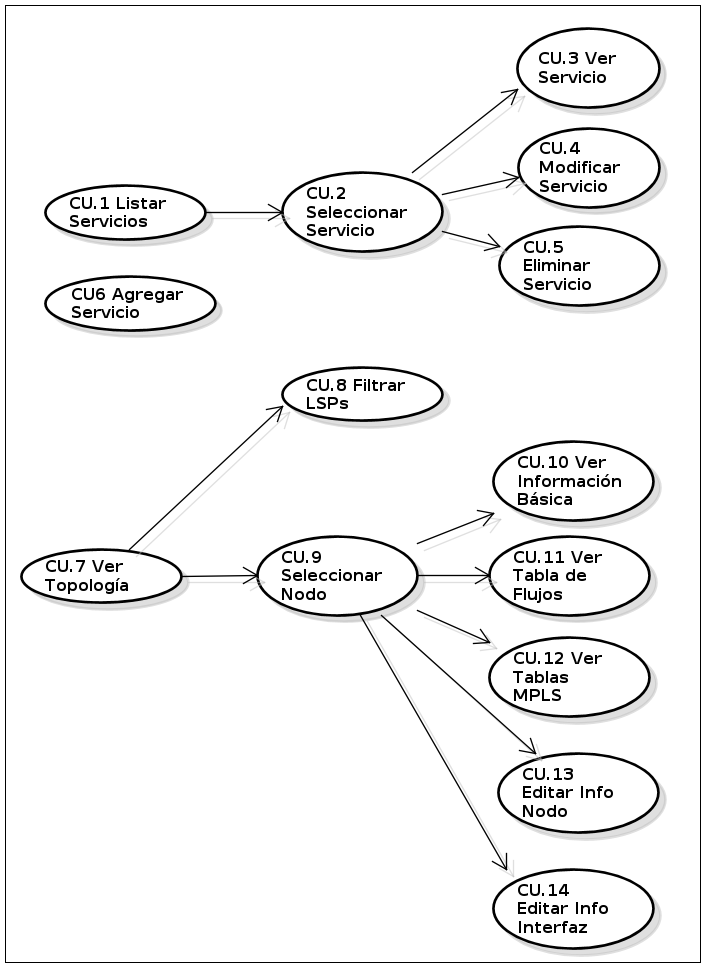 CU.3 Ver
Servicio
CU.4
Modificar
Servicio
CU.1 Listar
Servicios
CU.2
Seleccionar
Servicio
CU.5
Eliminar
Servicio
CU6 Agregar
Servicio
CU.8 Filtrar
LSPs
CU.10 Ver
Información
Básica
CU.7 Ver
Topología
CU.9
Seleccionar
Nodo
CU.11 Ver
Tabla de
Flujos
CU.12 Ver
Tablas
MPLS
CU.13
Editar Info
Nodo
CU.14
Editar Info
Interfaz